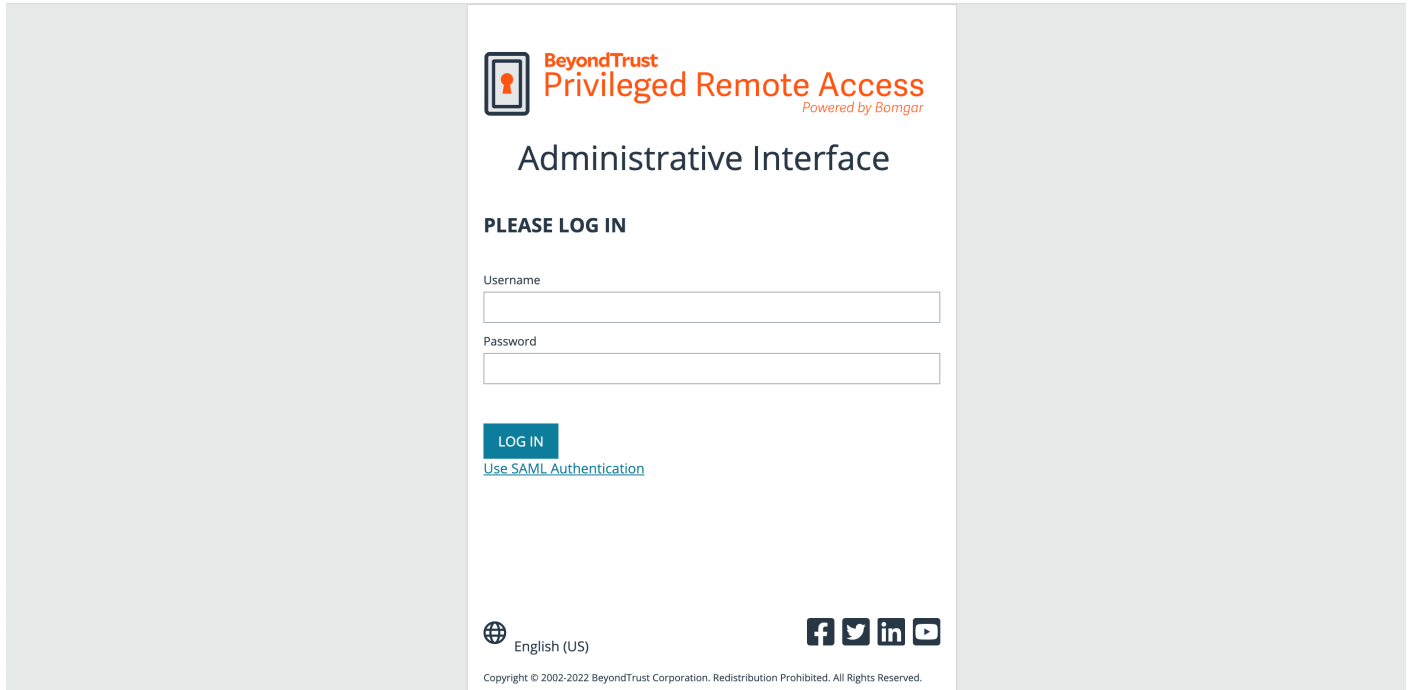 BeyondTrust
Privileged Remote Access
Powered by Bomgar
Administrative Interface
PLEASE LOG IN
Username
Password
LOG IN
Use SAML Authentication
English (US)
Copyright © 2002-2022 BeyondTrust Corporation. Redistribution Prohibited. All Rights Reserved.